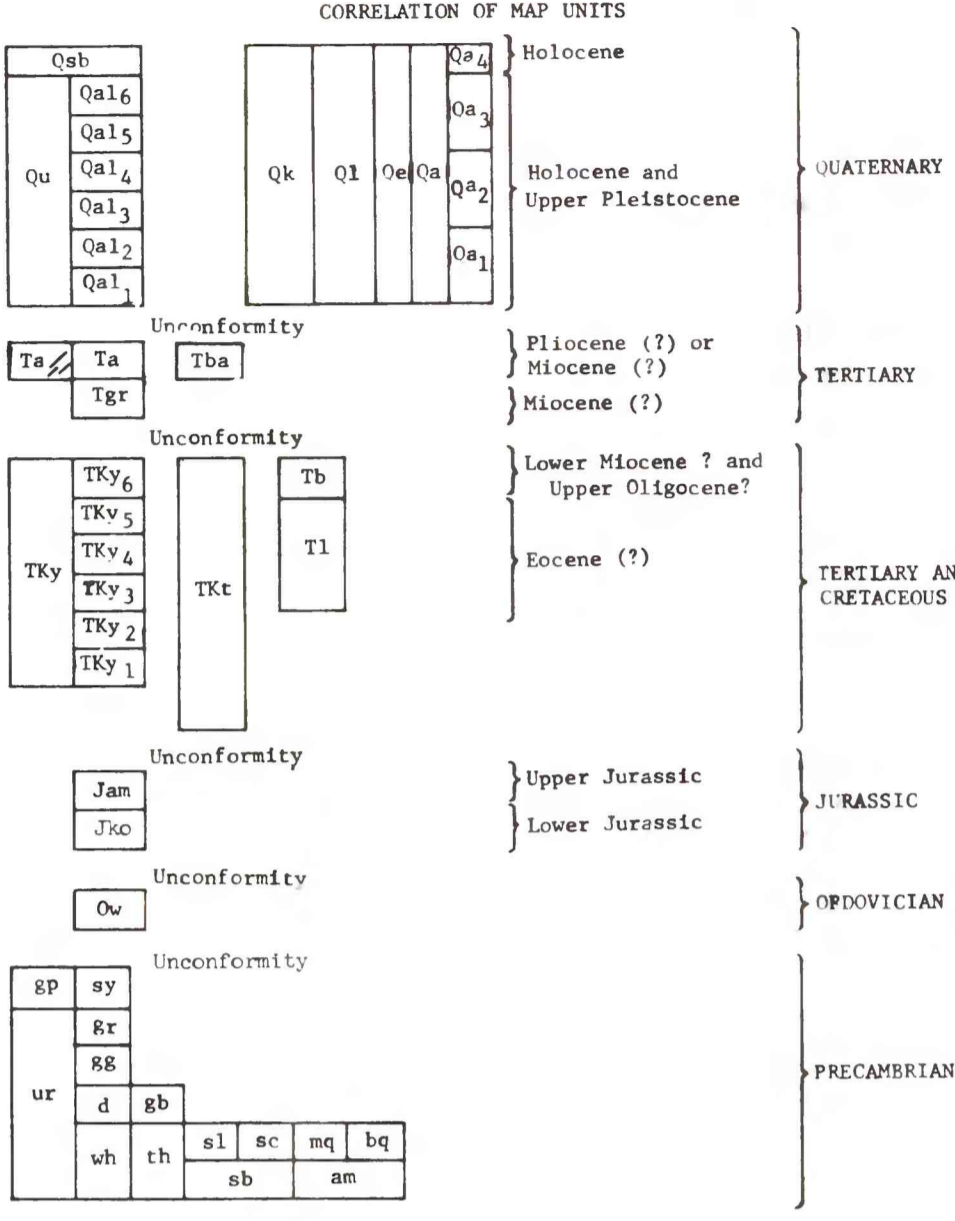 CORRELATION OF MAP UNITS
Qsb
Qu
Qal6
Qal5
Qal4
Qal3
Qal2
Qal1
Qk
Ql
Qe
Qa
Qa4
Qa3
Qa2
Qa1
Holocene
Holocene and
Upper Pleistocene
QUATERNARY
Unconformity
Ta
Ta
Tba
Tgr
Pliocene (?) or
Miocene (?)
Miocene (?)
TERTIARY
Unconformity
TKy
TKy6
TKy5
TKy4
TKy3
TKy2
TKy1
TKt
Tb
Tl
Lower Miocene ? and
Upper Oligocene?
Eocene (?)
TERTIARY AN
CRETACEOUS
Unconformity
Jam
Jko
Upper Jurassic
Lower Jurassic
JURASSIC
Unconformity
Ow
ORDOVICIAN
Unconformity
gp
sy
ur
gr
gg
d
gb
wh
th
sl
sc
mq
bq
sb
am
PRECAMBRIAN